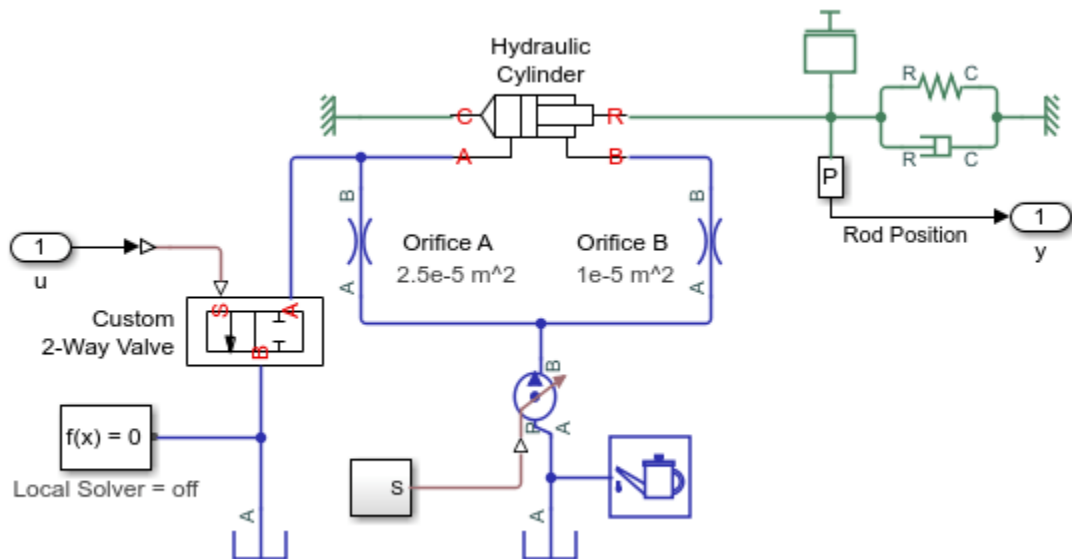 Hydraulic
Cylinder
C
R
A
B
R
C
R
C
P
Rod Position
1
y
1
u
B
Orifice A
2.5e-5 m^2
A
B
Orifice B
1e-5 m^2
A
S
A
B
Custom
2-Way Valve
f(x) = 0
Local Solver = off
A
B
R
A
S
A